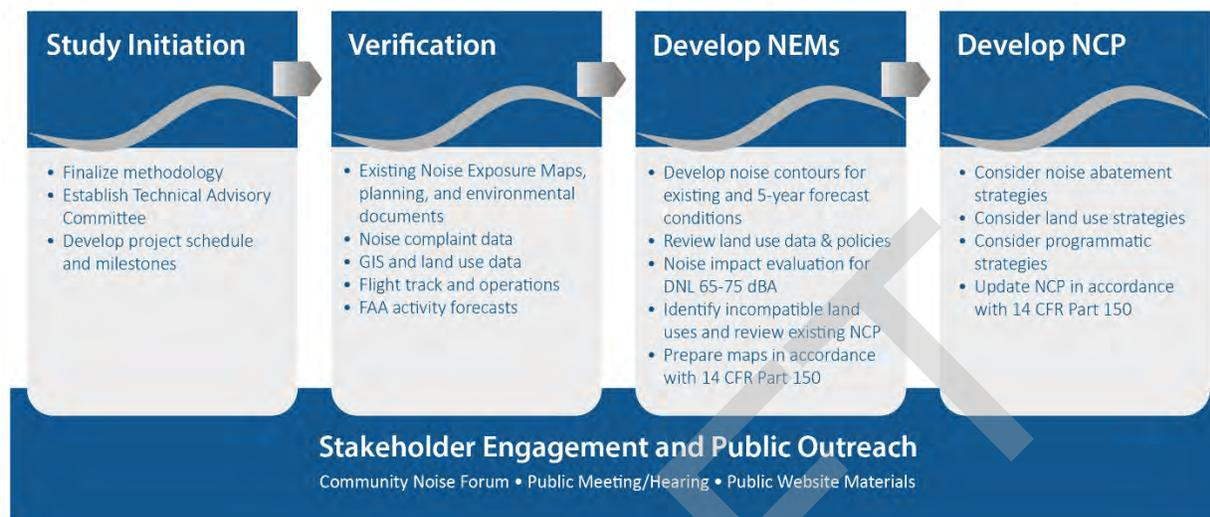 Study Initiation
• Finalize methodology
• Establish Technical Advisory
Committee
• Develop project schedule
and milestones
Verification
• Existing Noise Exposure Maps,
planning, and environmental
documents
• Noise complaint data
• GIS and land use data
• Flight track and operations
• FAA activity forecasts
Develop NEMs
• Develop noise contours for
existing and 5-year forecast
conditions
• Review land use data & policies
• Noise impact evaluation for
DNL 65-75 dBA
• Identify incompatible land
uses and review existing NCP
• Prepare maps in accordance
with 14 CFR Part 150
Develop NCP
• Consider noise abatement
strategies
• Consider land use strategies
• Consider programmatic
strategies
• Update NCP in accordance
with 14 CFR Part 150
Stakeholder Engagement and Public Outreach
Community Noise Forum • Public Meeting/Hearing • Public Website Materials